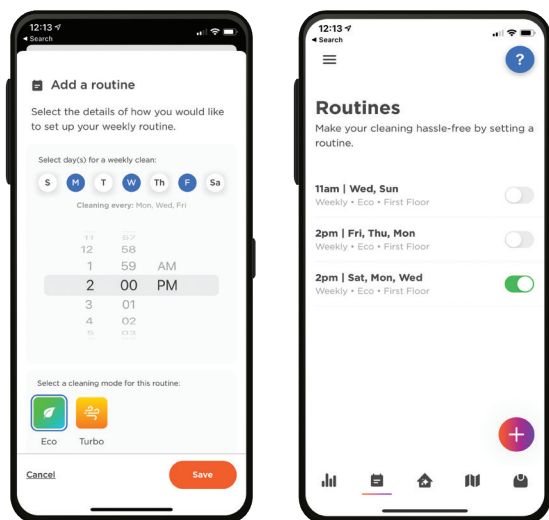 12:13
Search
Add a routine
Select the details of how you would like
to set up your weekly routine.
Select day(s) for a weekly clean:
S M T W Th F Sa
Cleaning every: Mon, Wed, Fri
11 57
12 58
1 59 AM
2 00 PM
3 01
4 02
5 03
Select a cleaning mode for this routine:
Eco Turbo
Cancel Save
12:13
Search
?
Routines
Make your cleaning hassle-free by setting a
routine.
11am | Wed, Sun
Weekly • Eco • First Floor
2pm | Fri, Thu, Mon
Weekly • Eco • First Floor
2pm | Sat, Mon, Wed
Weekly • Eco • First Floor
+